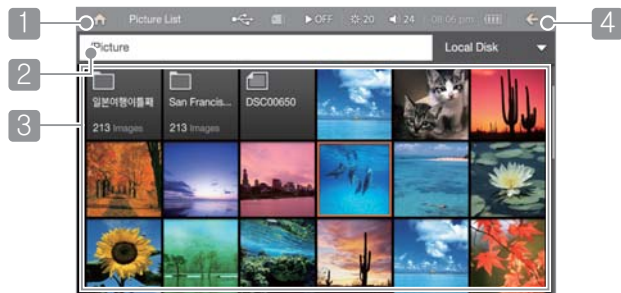 1
Picture List
OFF
20
24
08:06 pm
4
2
/Picture
Local Disk
3
일본여행이틀째
San Francis...
DSC00650
213 Images
213 Images